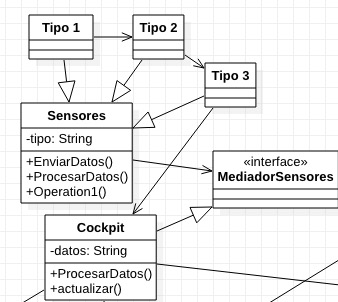 Tipo 1
Tipo 2
Tipo 3
Sensores
-tipo: String
+EnviarDatos()
+ProcesarDatos()
+Operation1()
«interface»
MediadorSensores
Cockpit
-datos: String
+ProcesarDatos()
+actualizar()